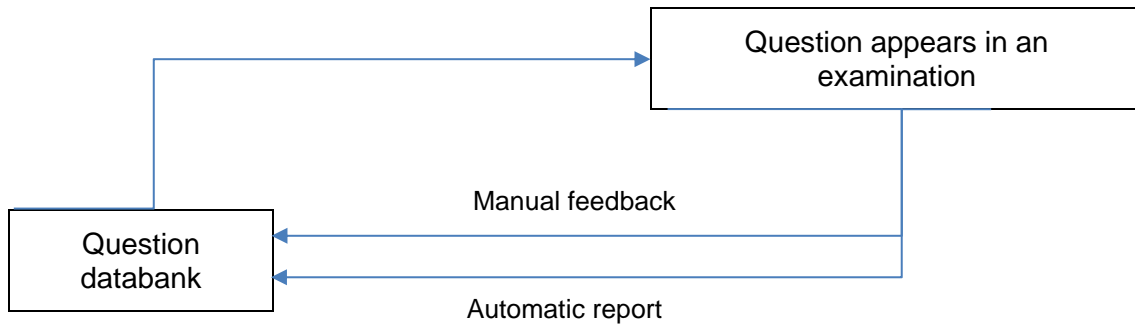 Question appears in an
examination
Manual feedback
Question
databank
Automatic report